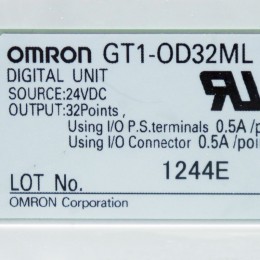 OMRON GT1-OD32ML
DIGITAL UNIT
SOURCE:24VDC
OUTPUT:32Points,
Using I/O P.S.terminals 0.5A /p
Using I/O Connector 0.5A /poi
LOT No. 1244E
OMRON Corporation